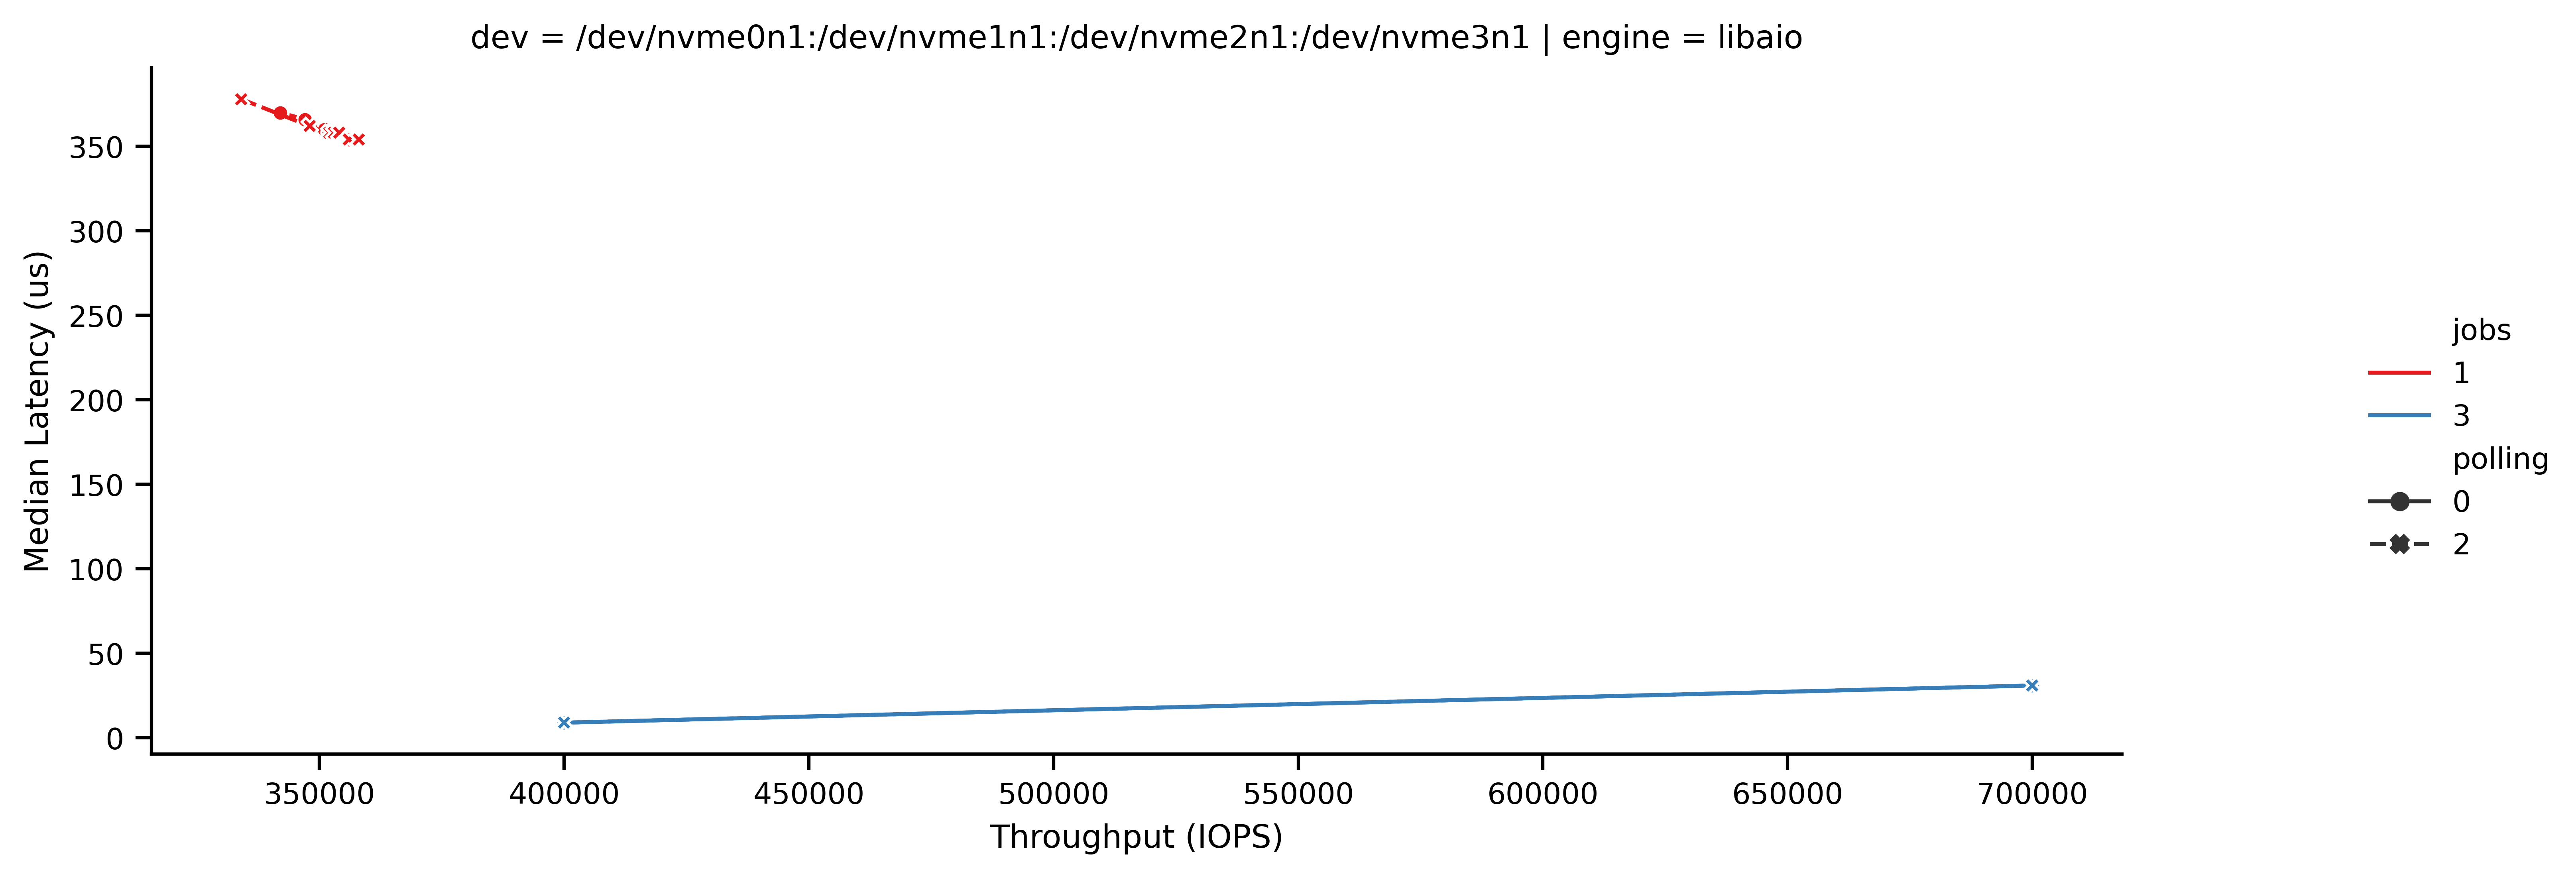 dev = /dev/nvme0n1:/dev/nvme1n1:/dev/nvme2n1:/dev/nvme3n1 | engine = libaio
Median Latency (us)
350
300
250
200
150
100
50
0
350000 400000 450000 500000 550000 600000 650000 700000
Throughput (IOPS)
jobs
1
3
polling
0
2